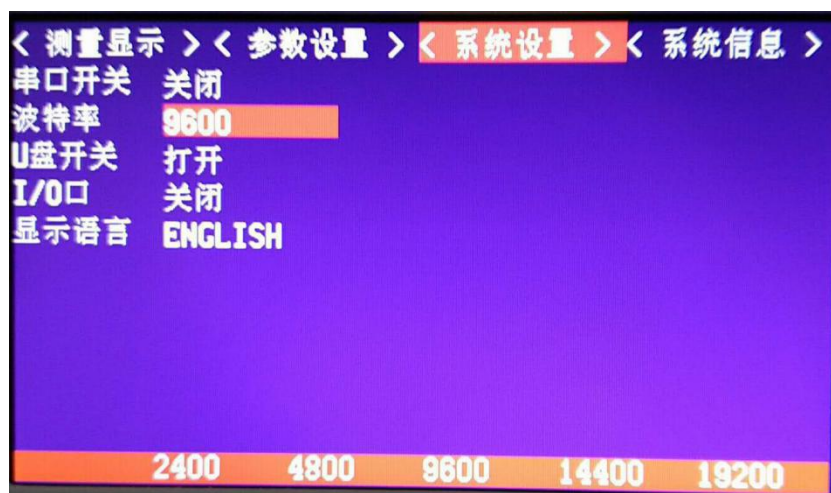 < 测量显示 > < 参数设置 > < 系统设置 > < 系统信息 >
串口开关 关闭
波特率 9600
U盘开关 打开
I/O口 关闭
显示语言 ENGLISH
2400 4800 9600 14400 19200